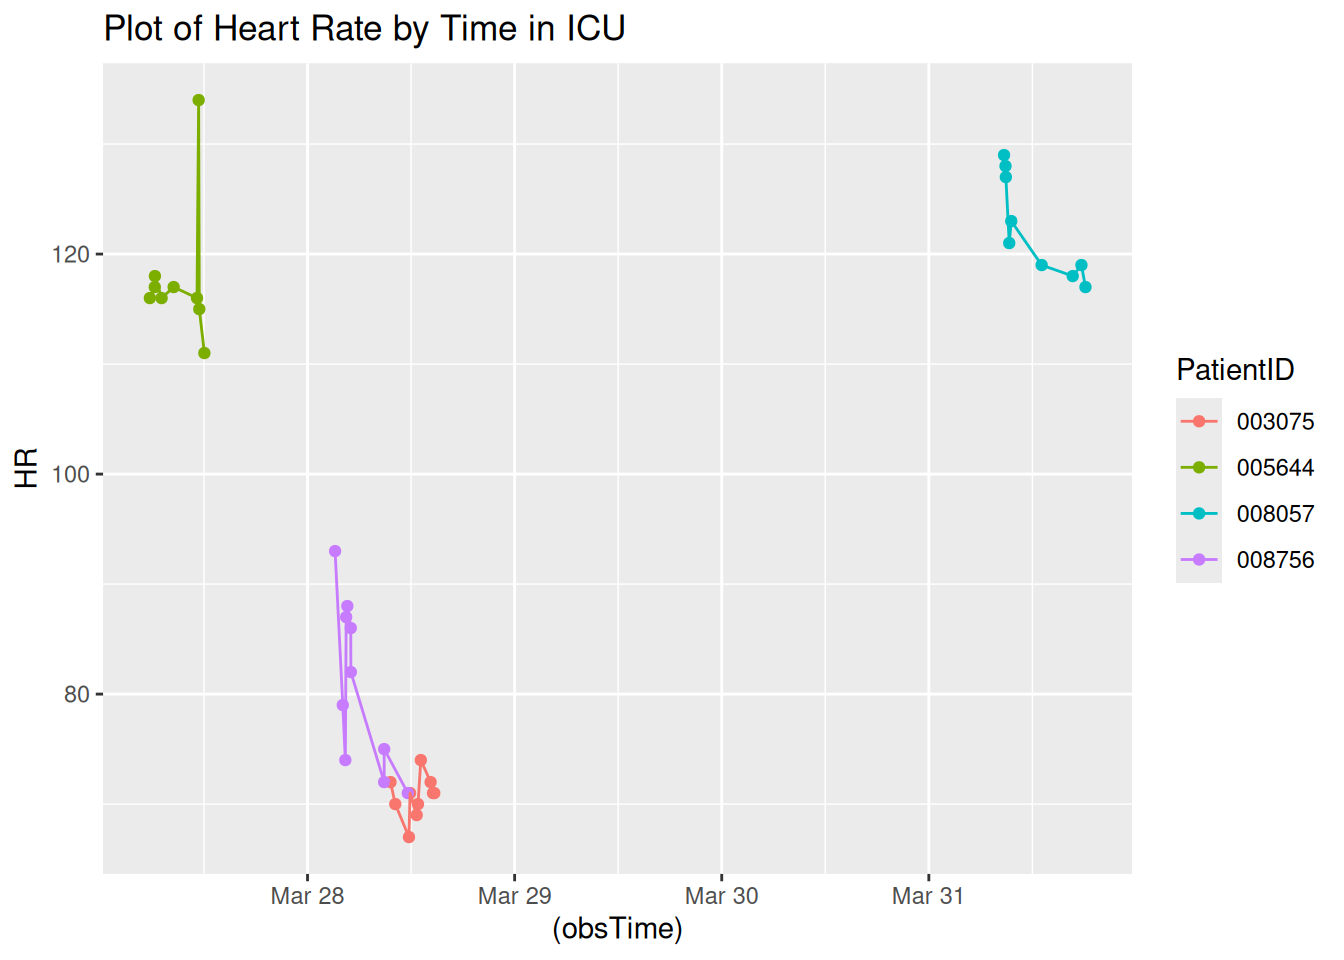 Plot of Heart Rate by Time in ICU
HR
120
100
80
Mar 28 Mar 29 Mar 30 Mar 31
(obsTime)
PatientID
003075
005644
008057
008756